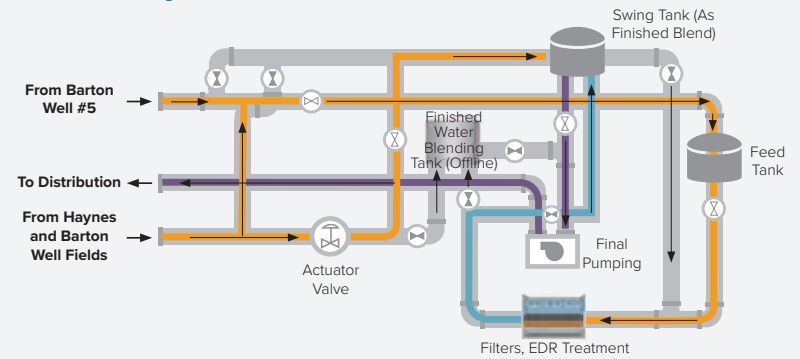 Swing Tank (As
Finished Blend)
From Barton
Well #5
Finished
Water
Blending
Tank (Offline)
Feed
Tank
To Distribution
From Haynes
and Barton
Well Fields
Actuator
Valve
Final
Pumping
Filters, EDR Treatment